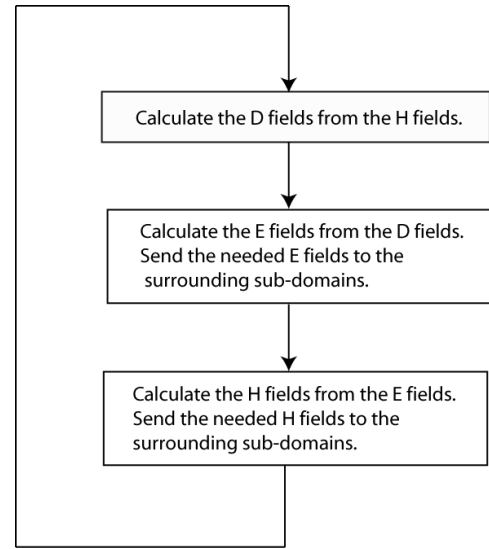 Calculate the D fields from the H fields.
Calculate the E fields from the D fields.
Send the needed E fields to the
surrounding sub-domains.
Calculate the H fields from the E fields.
Send the needed H fields to the
surrounding sub-domains.